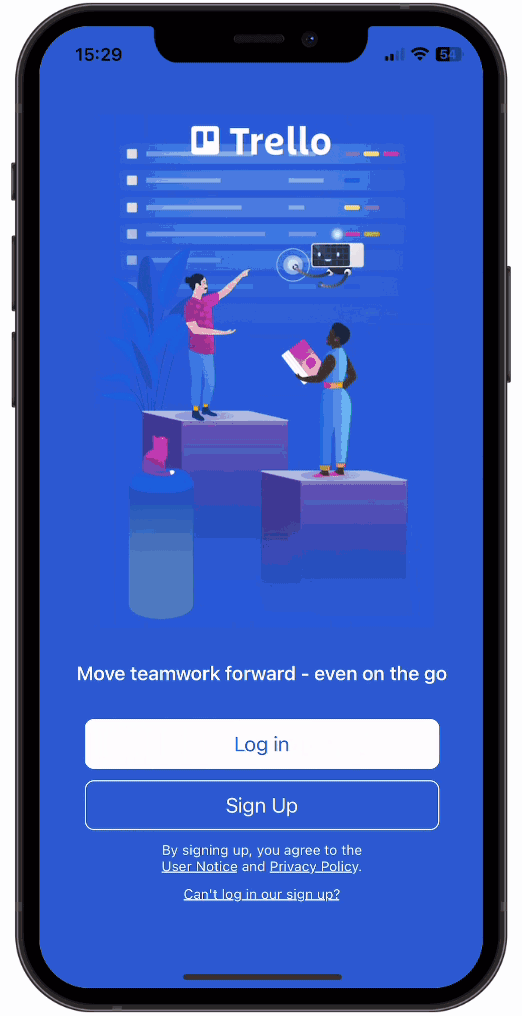 15:29
54
Trello
Move teamwork forward - even on the go
Log in
Sign Up
By signing up, you agree to the
User Notice and Privacy Policy.
Can't log in our sign up?